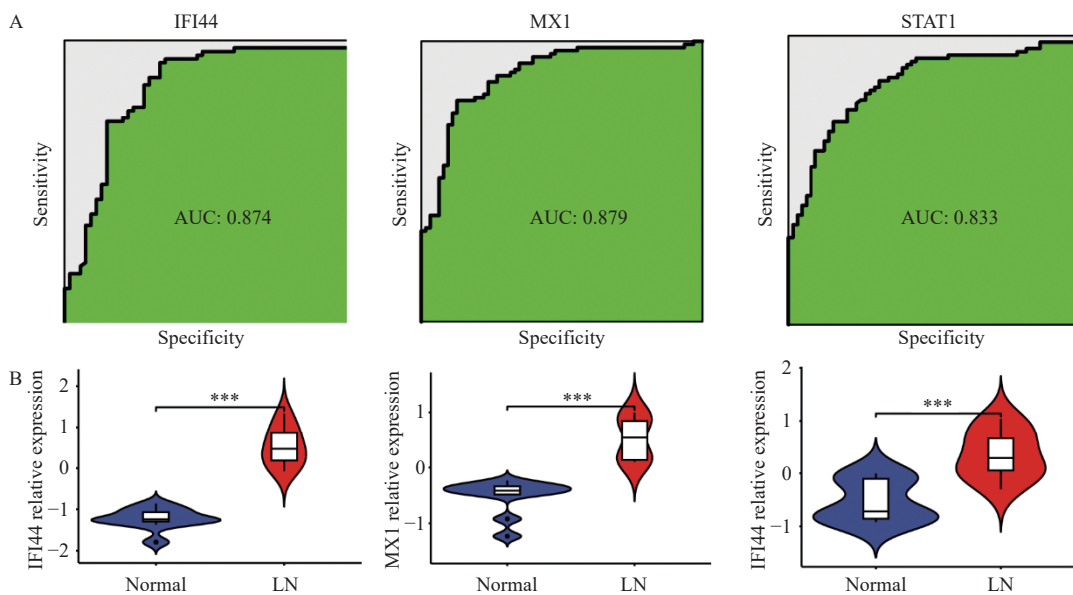 A
IFI44
MX1
STAT1
Sensitivity
AUC: 0.874
Specificity
Sensitivity
AUC: 0.879
Specificity
Sensitivity
AUC: 0.833
Specificity
B
IFI44 relative expression
2
1
0
−1
−2
***
Normal
LN
MX1 relative expression
1
0
−1
***
Normal
LN
IFI44 relative expression
2
1
0
−1
***
Normal
LN